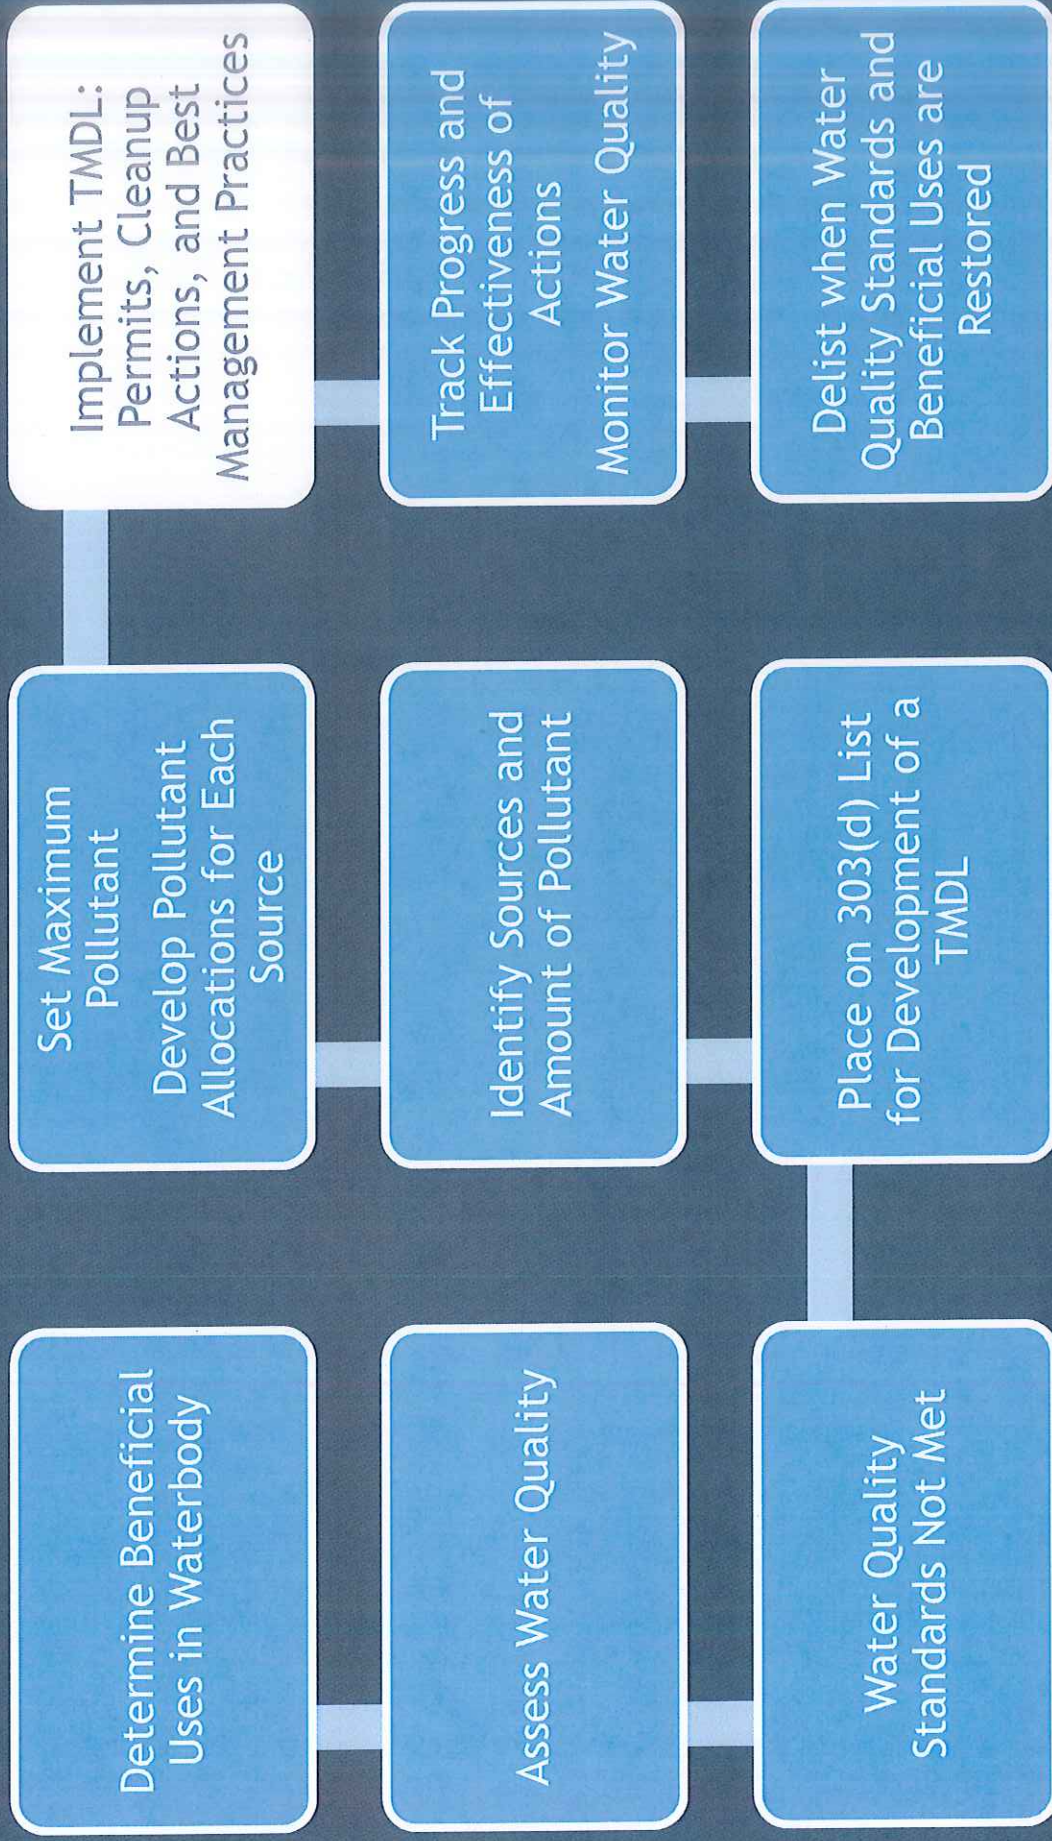 Determine Beneficial
Uses in Waterbody
Assess Water Quality
Water Quality
Standards Not Met
Place on 303(d) List
for Development of a
TMDL
Identify Sources and
Amount of Pollutant
Set Maximum
Pollutant
Develop Pollutant
Allocations for Each
Source
Implement TMDL:
Permits, Cleanup
Actions, and Best
Management Practices
Track Progress and
Effectiveness of
Actions
Monitor Water Quality
Delist when Water
Quality Standards and
Beneficial Uses are
Restored